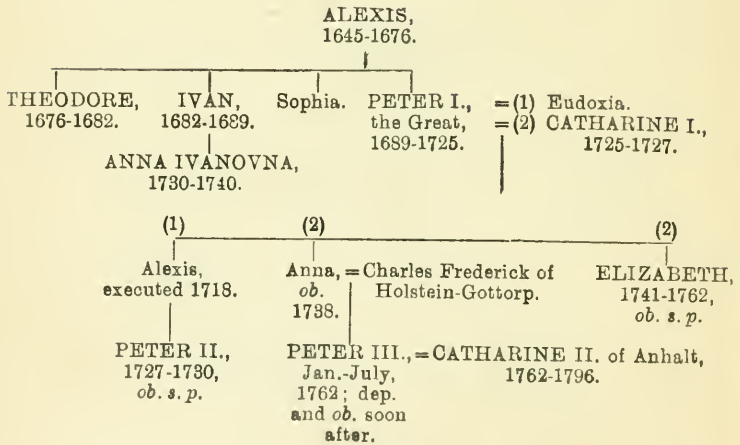 ALEXIS,
1645-1676.
THEODORE, IVAN, Sophia. PETER I., = (1) Eudoxia.
1676-1682. 1682-1689. the Great, = (2) CATHARINE I.,
ANNA IVANOVNA, 1689-1725. 1725-1727.
1730-1740.
(1) (2) (2)
Alexis, Anna, = Charles Frederick of ELIZABETH,
executed 1718. ob. Holstein-Gottorp. 1741-1762,
1738. ob. s. p.
PETER II., PETER III., = CATHARINE II. of Anhalt,
1727-1730, Jan.-July, 1762-1796.
ob. s. p. 1762; dep.
and ob. soon
after.